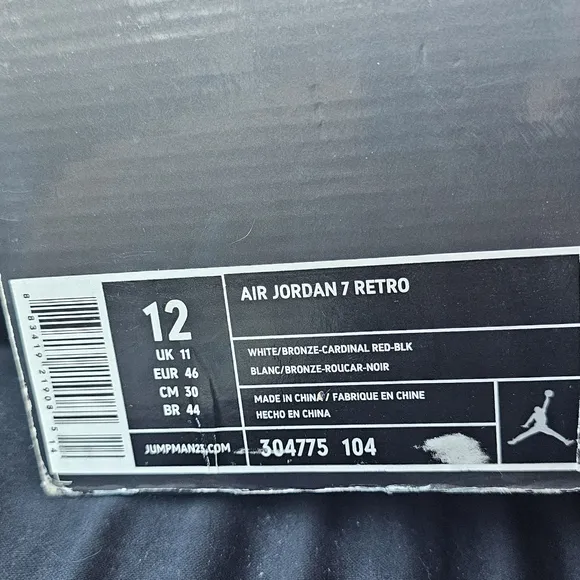 AIR JORDAN 7 RETRO
12
UK 11
EUR 46
CM 30
BR 44
WHITE/BRONZE-CARDINAL RED-BLK
BLANC/BRONZE-ROUCAR-NOIR
MADE IN CHINA / FABRIQUE EN CHINE
HECHO EN CHINA
JUMPMAN23.COM
304775 104